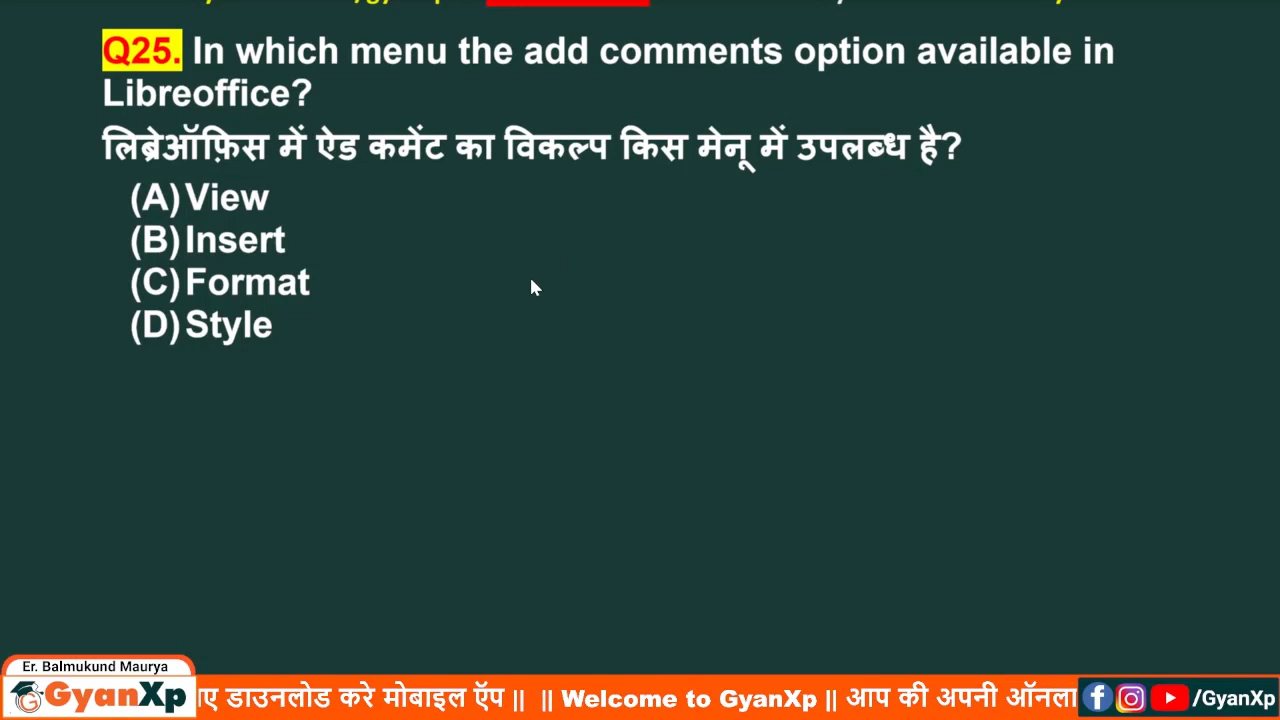 Q25. In which menu the add comments option available in
Libreoffice?
लिब्रेऑफ़िस में ऐड कमेंट का विकल्प किस मेनू में उपलब्ध है?
(A) View
(B) Insert
(C) Format
(D) Style
Er. Balmukund Maurya
GyanXp
ए डाउनलोड करे मोबाइल ऍप || || Welcome to GyanXp || आप की अपनी ऑनला
/GyanXp